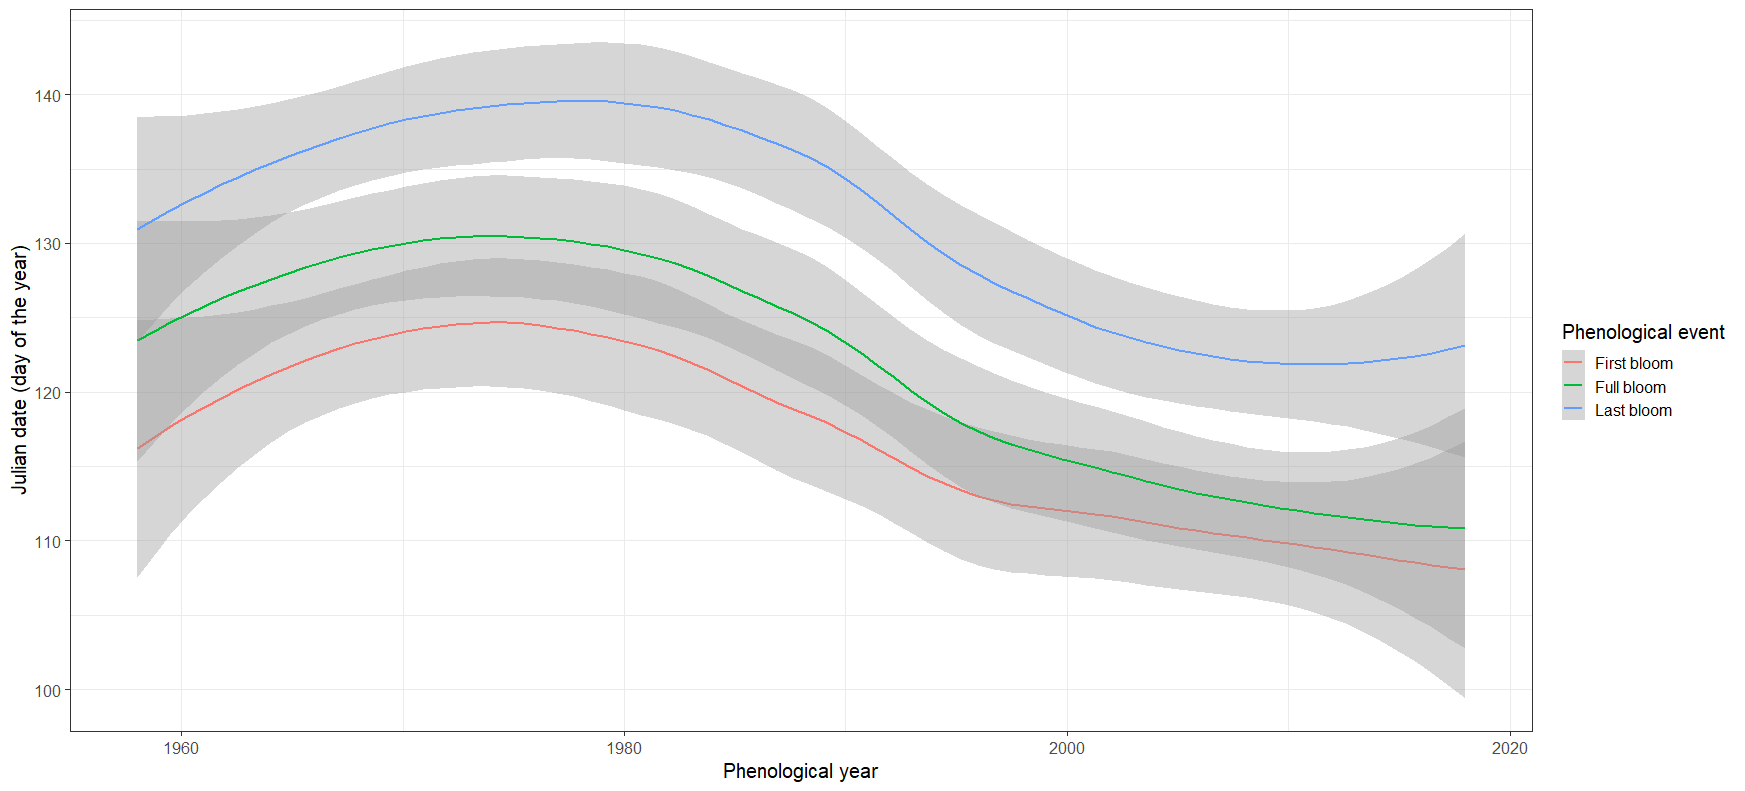 Julian date (day of the year)
140
130
120
110
100
1960
1980
2000
2020
Phenological year
Phenological event
First bloom
Full bloom
Last bloom